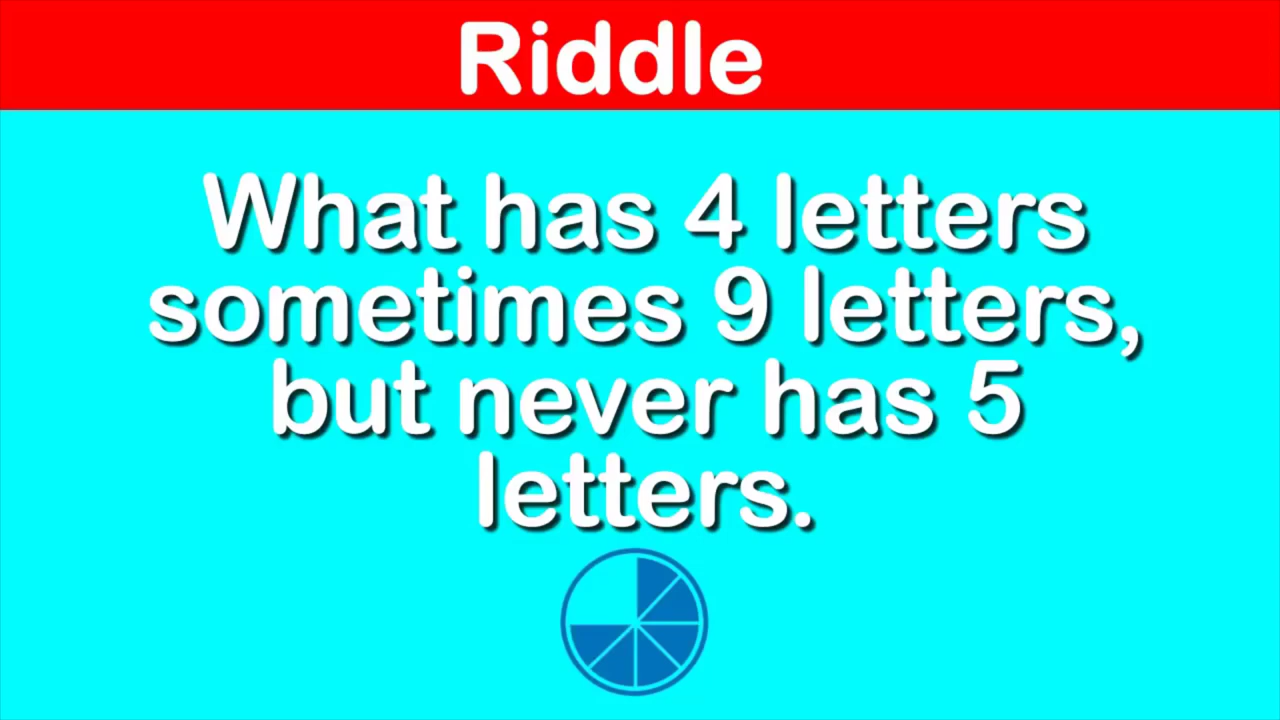 Riddle
What has 4 letters
sometimes 9 letters,
but never has 5
letters.